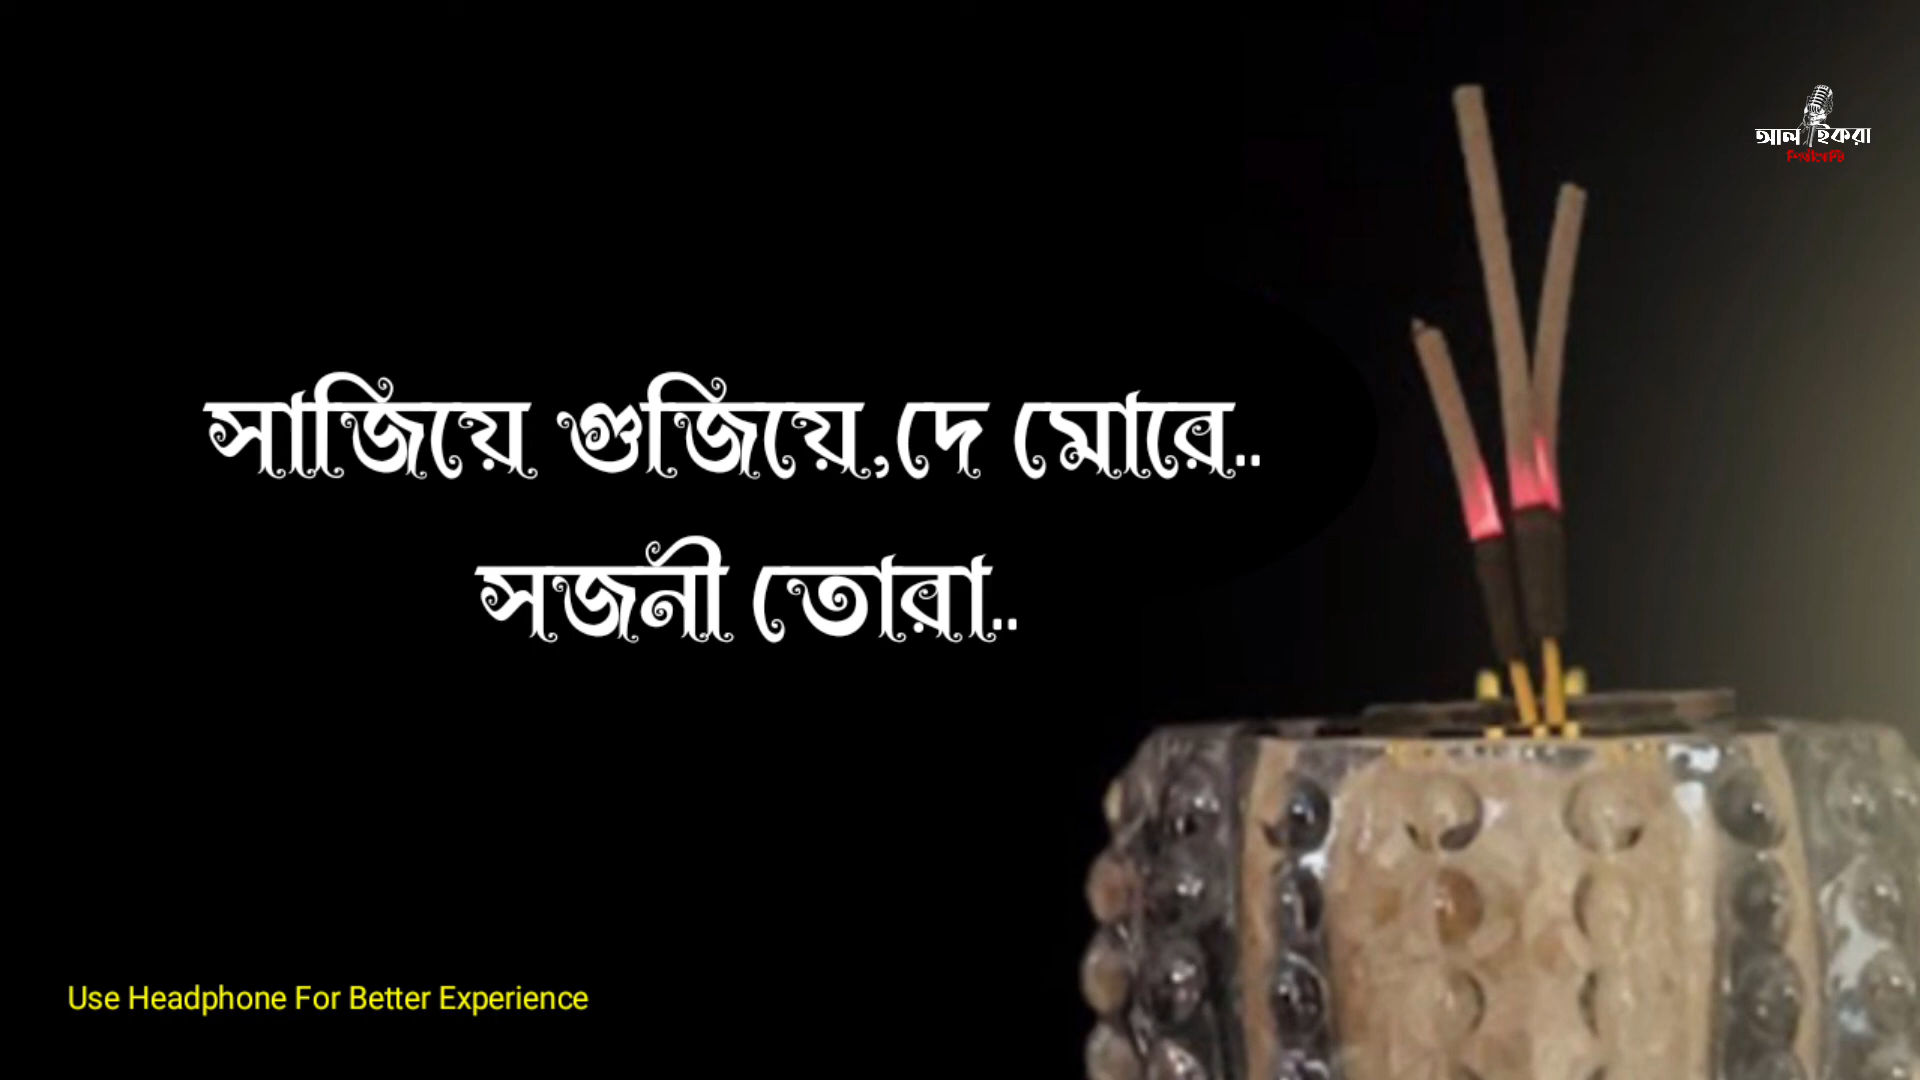 আল ইকরা
শিল্পীগোষ্ঠি
সাজিয়ে গুজিয়ে,দে মোরে..
সজনী তোরা..
Use Headphone For Better Experience